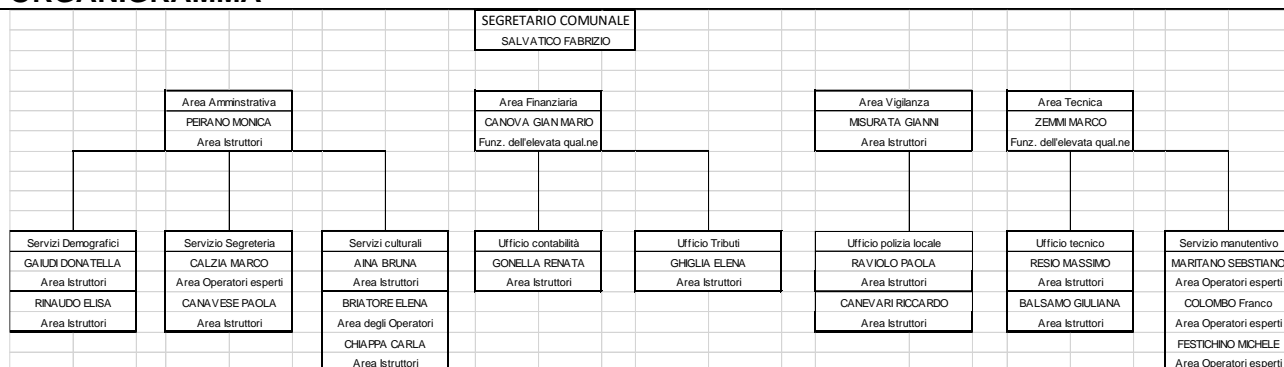 ORGANIGRAMMA
SEGRETARIO COMUNALE
SALVATICO FABRIZIO
Area Amminstrativa
PEIRANO MONICA
Area Istruttori
Area Finanziaria
CANOVA GIAN MARIO
Funz. dell'elevata qual.ne
Area Vigilanza
MISURATA GIANNI
Area Istruttori
Area Tecnica
ZEMMI MARCO
Funz. dell'elevata qual.ne
Servizi Demografici
GAIUDI DONATELLA
Area Istruttori
RINAUDO ELISA
Area Istruttori
Servizio Segreteria
CALZIA MARCO
Area Operatori esperti
CANAVESE PAOLA
Area Istruttori
Servizi culturali
AINA BRUNA
Area Istruttori
BRIATORE ELENA
Area degli Operatori
CHIAPPA CARLA
Area Istruttori
Ufficio contabilità
GONELLA RENATA
Area Istruttori
Ufficio Tributi
GHIGLIA ELENA
Area Istruttori
Ufficio polizia locale
RAVIOLO PAOLA
Area Istruttori
CANEVARI RICCARDO
Area Istruttori
Ufficio tecnico
RESIO MASSIMO
Area Istruttori
BALSAMO GIULIANA
Area Istruttori
Servizio manutentivo
MARITANO SEBSTIANO
Area Operatori esperti
COLOMBO Franco
Area Operatori esperti
FESTICHINO MICHELE
Area Operatori esperti